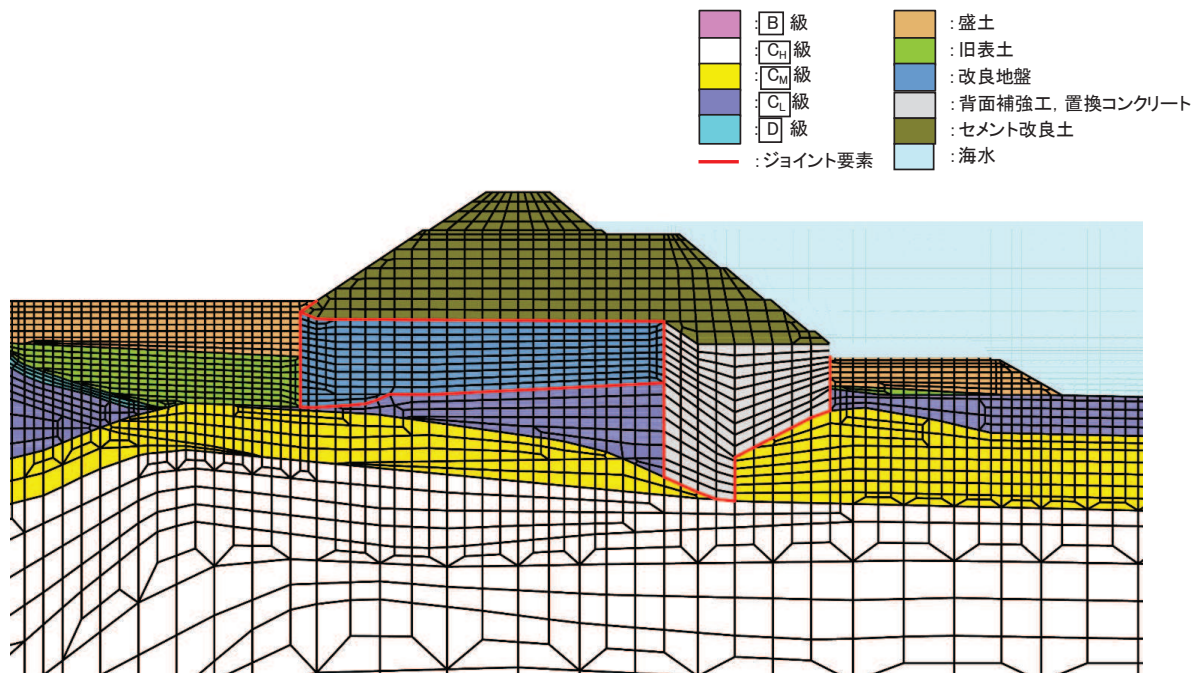 :B 級
:CH級
:CM級
:CL級
:D 級
:ジョイント要素
:盛土
:旧表土
:改良地盤
:背面補強工, 置換コンクリート
:セメント改良土
:海水